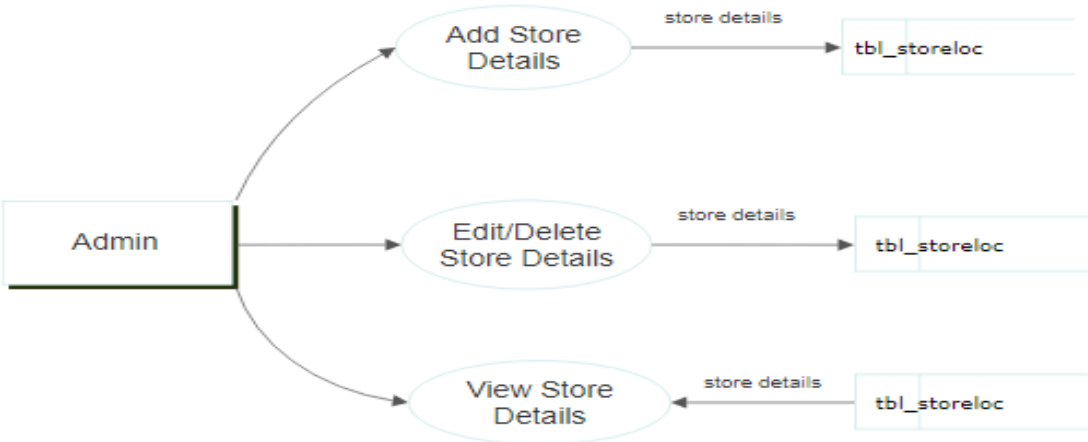 store details
Add Store
Details
tbl_storeloc
Admin
store details
Edit/Delete
Store Details
tbl_storeloc
store details
View Store
Details
tbl_storeloc